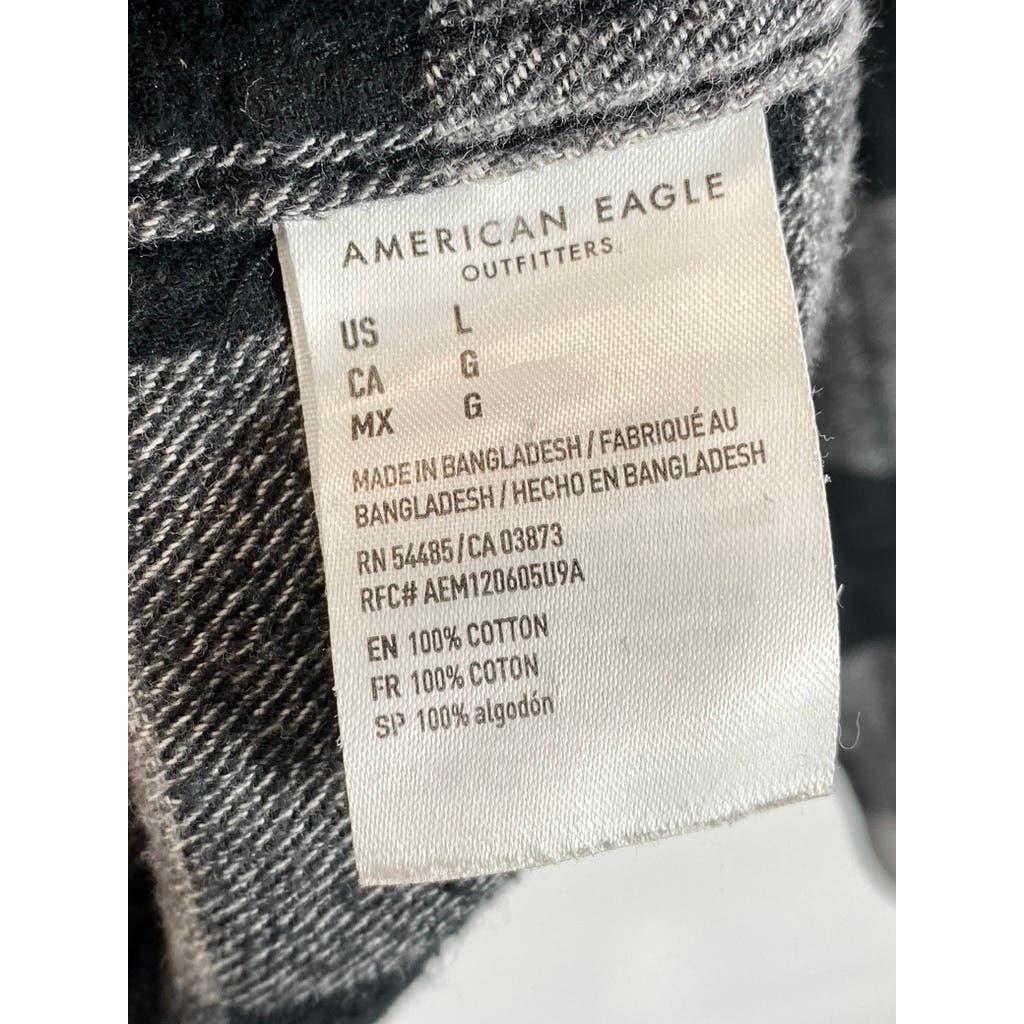 AMERICAN EAGLE
OUTFITTERS
US L
CA G
MX G
MADE IN BANGLADESH / FABRIQUÉ AU
BANGLADESH / HECHO EN BANGLADESH
RN 54485 / CA 03873
RFC# AEM120605U9A
EN 100% COTTON
FR 100% COTON
SP 100% algodón